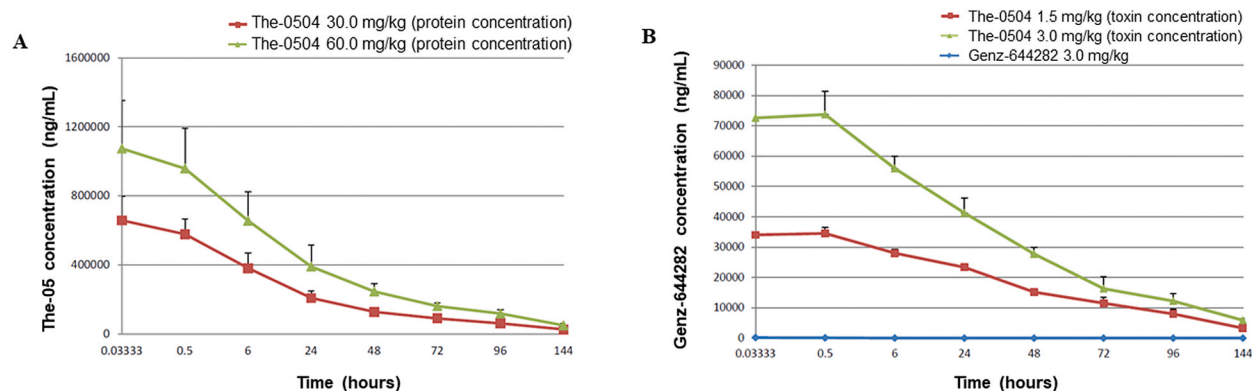 A
The-0504 30.0 mg/kg (protein concentration)
The-0504 60.0 mg/kg (protein concentration)
The-05 concentration (ng/mL)
1600000
1200000
800000
400000
0
0.03333 0.5 6 24 48 72 96 144
Time (hours)
B
The-0504 1.5 mg/kg (toxin concentration)
The-0504 3.0 mg/kg (toxin concentration)
Genz-644282 3.0 mg/kg
Genz-644282 concentration (ng/mL)
90000
80000
70000
60000
50000
40000
30000
20000
10000
0
0.03333 0.5 6 24 48 72 96 144
Time (hours)